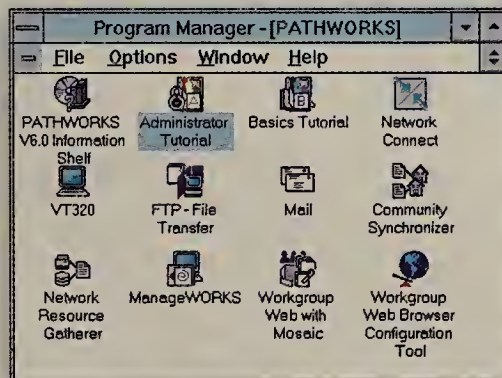 Program Manager - [PATHWORKS]
File Options Window Help
PATHWORKS
V6.0 Information
Shelf
Administrator
Tutorial
Basics Tutorial
Network
Connect
VT320
FTP - File
Transfer
Mail
Community
Synchronizer
Network
Resource
Gatherer
ManageWORKS
Workgroup
Web with
Mosaic
Workgroup
Web Browser
Configuration
Tool